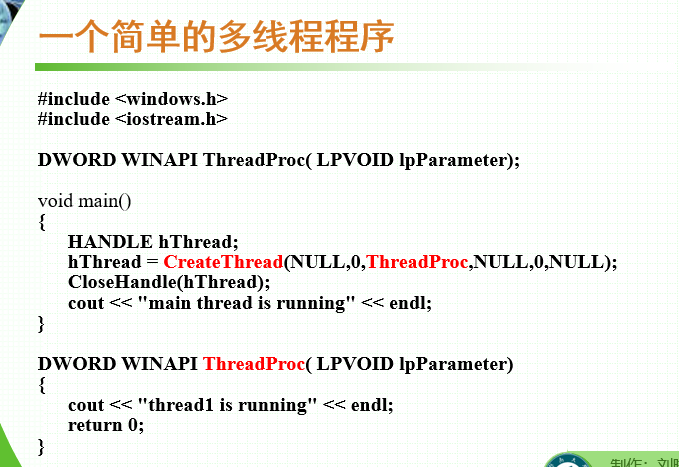 一个简单的多线程程序
#include <windows.h>
#include <iostream.h>
DWORD WINAPI ThreadProc( LPVOID lpParameter);
void main()
{
HANDLE hThread;
hThread = CreateThread(NULL,0,ThreadProc,NULL,0,NULL);
CloseHandle(hThread);
cout << "main thread is running" << endl;
}
DWORD WINAPI ThreadProc( LPVOID lpParameter)
{
cout << "thread1 is running" << endl;
return 0;
}
制作：刘